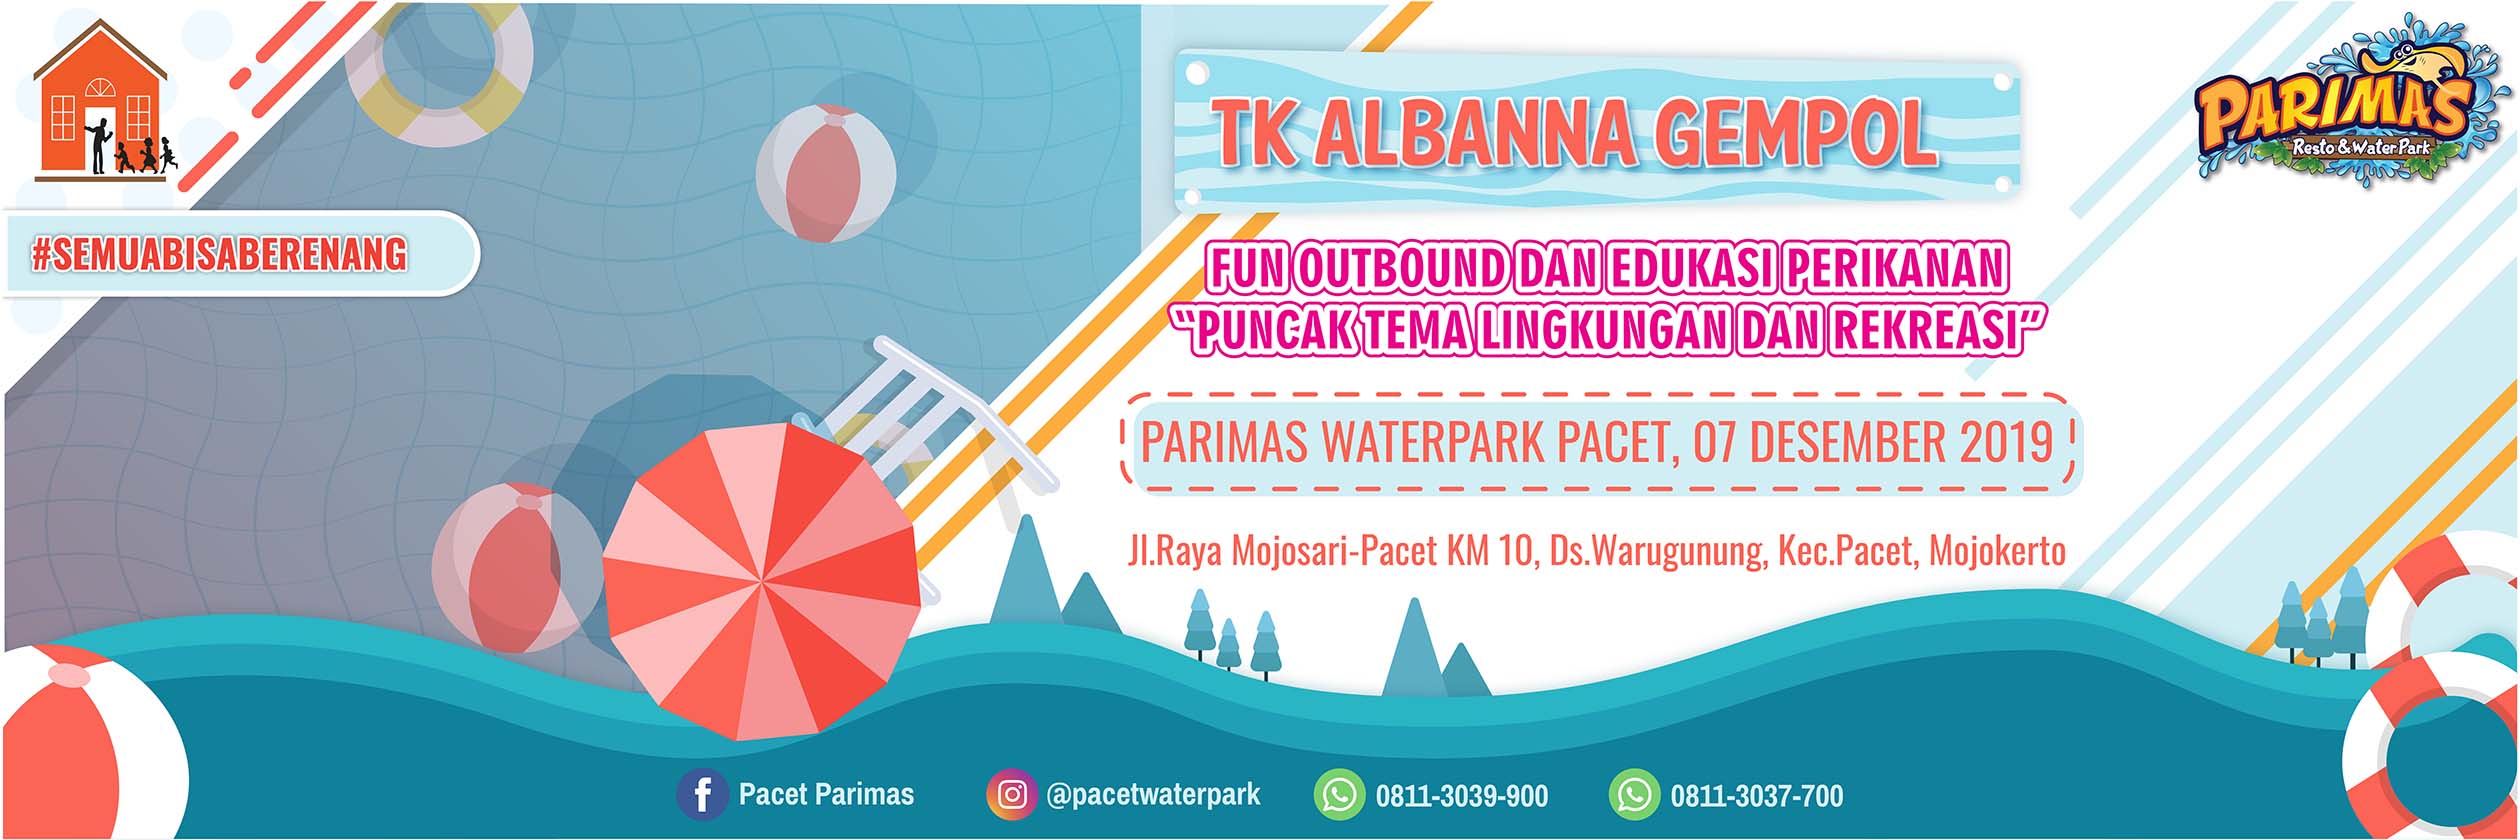 PARIMAS
Resto & WaterPark
TK ALBANNA GEMPOL
#SEMUABISABERENANG
FUN OUTBOUND DAN EDUKASI PERIKANAN
"PUNCAK TEMA LINGKUNGAN DAN REKREASI"
PARIMAS WATERPARK PACET, 07 DESEMBER 2019
Jl.Raya Mojosari-Pacet KM 10, Ds.Warugunung, Kec.Pacet, Mojokerto
Pacet Parimas
@pacetwaterpark
0811-3039-900
0811-3037-700